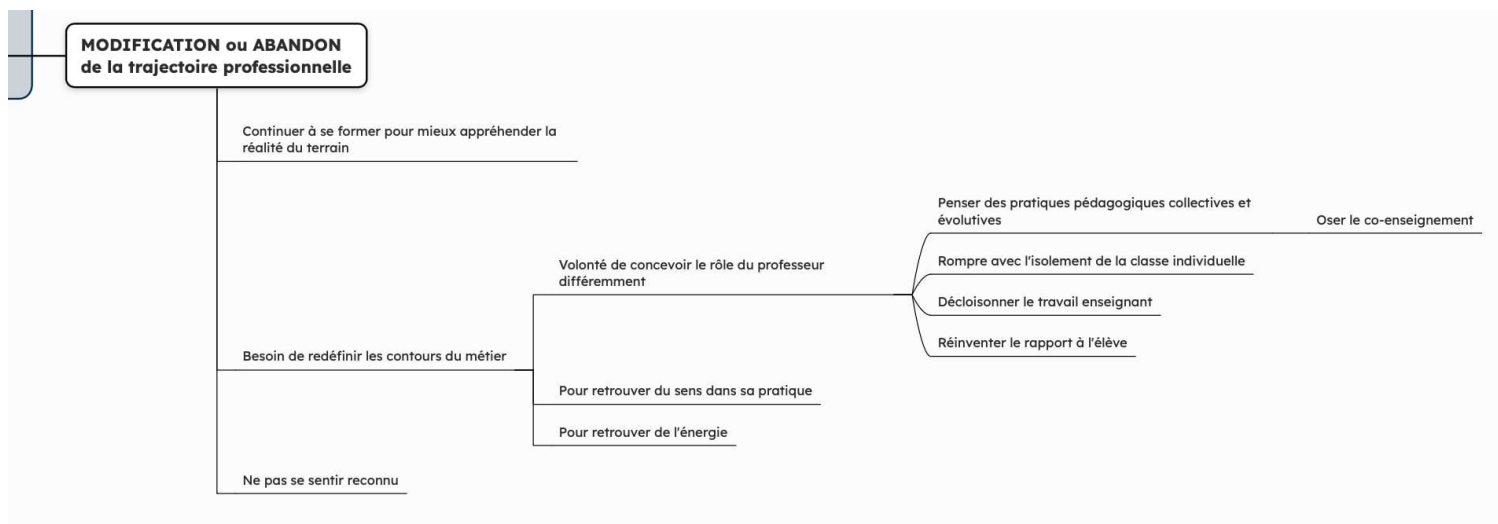 MODIFICATION ou ABANDON
de la trajectoire professionnelle
Continuer à se former pour mieux appréhender la
réalité du terrain
Penser des pratiques pédagogiques collectives et
évolutives
Oser le co-enseignement
Rompre avec l'isolement de la classe individuelle
Volonté de concevoir le rôle du professeur
différemment
Décloisonner le travail enseignant
Réinventer le rapport à l'élève
Besoin de redéfinir les contours du métier
Pour retrouver du sens dans sa pratique
Pour retrouver de l'énergie
Ne pas se sentir reconnu